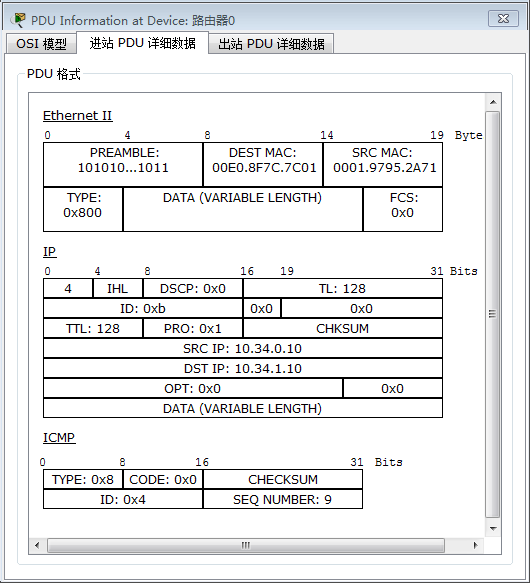 PDU Information at Device: 路由器0
OSI 模型 进站 PDU 详细数据 出站 PDU 详细数据
PDU 格式
Ethernet II
0 4 8 14 19 Byte
PREAMBLE: 101010...1011 DEST MAC: 00E0.8F7C.7C01 SRC MAC: 0001.9795.2A71
TYPE: 0x800 DATA (VARIABLE LENGTH) FCS: 0x0
IP
0 4 8 16 19 31 Bits
4 IHL DSCP: 0x0 TL: 128
ID: 0xb 0x0 0x0
TTL: 128 PRO: 0x1 CHKSUM
SRC IP: 10.34.0.10
DST IP: 10.34.1.10
OPT: 0x0 0x0
DATA (VARIABLE LENGTH)
ICMP
0 8 16 31 Bits
TYPE: 0x8 CODE: 0x0 CHECKSUM
ID: 0x4 SEQ NUMBER: 9